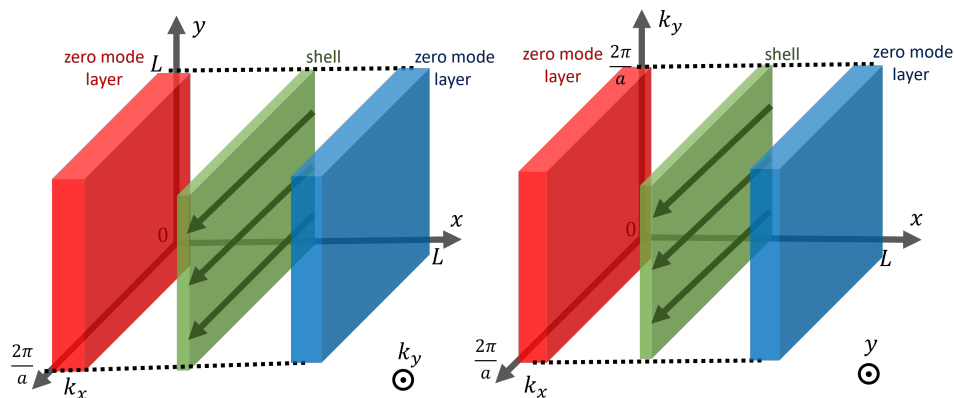 y
zero mode
layer
L
shell
zero mode
layer
0
x
L
2π/a
k_x
k_y
k_y
zero mode
layer
2π/a
shell
zero mode
layer
0
x
L
2π/a
k_x
y